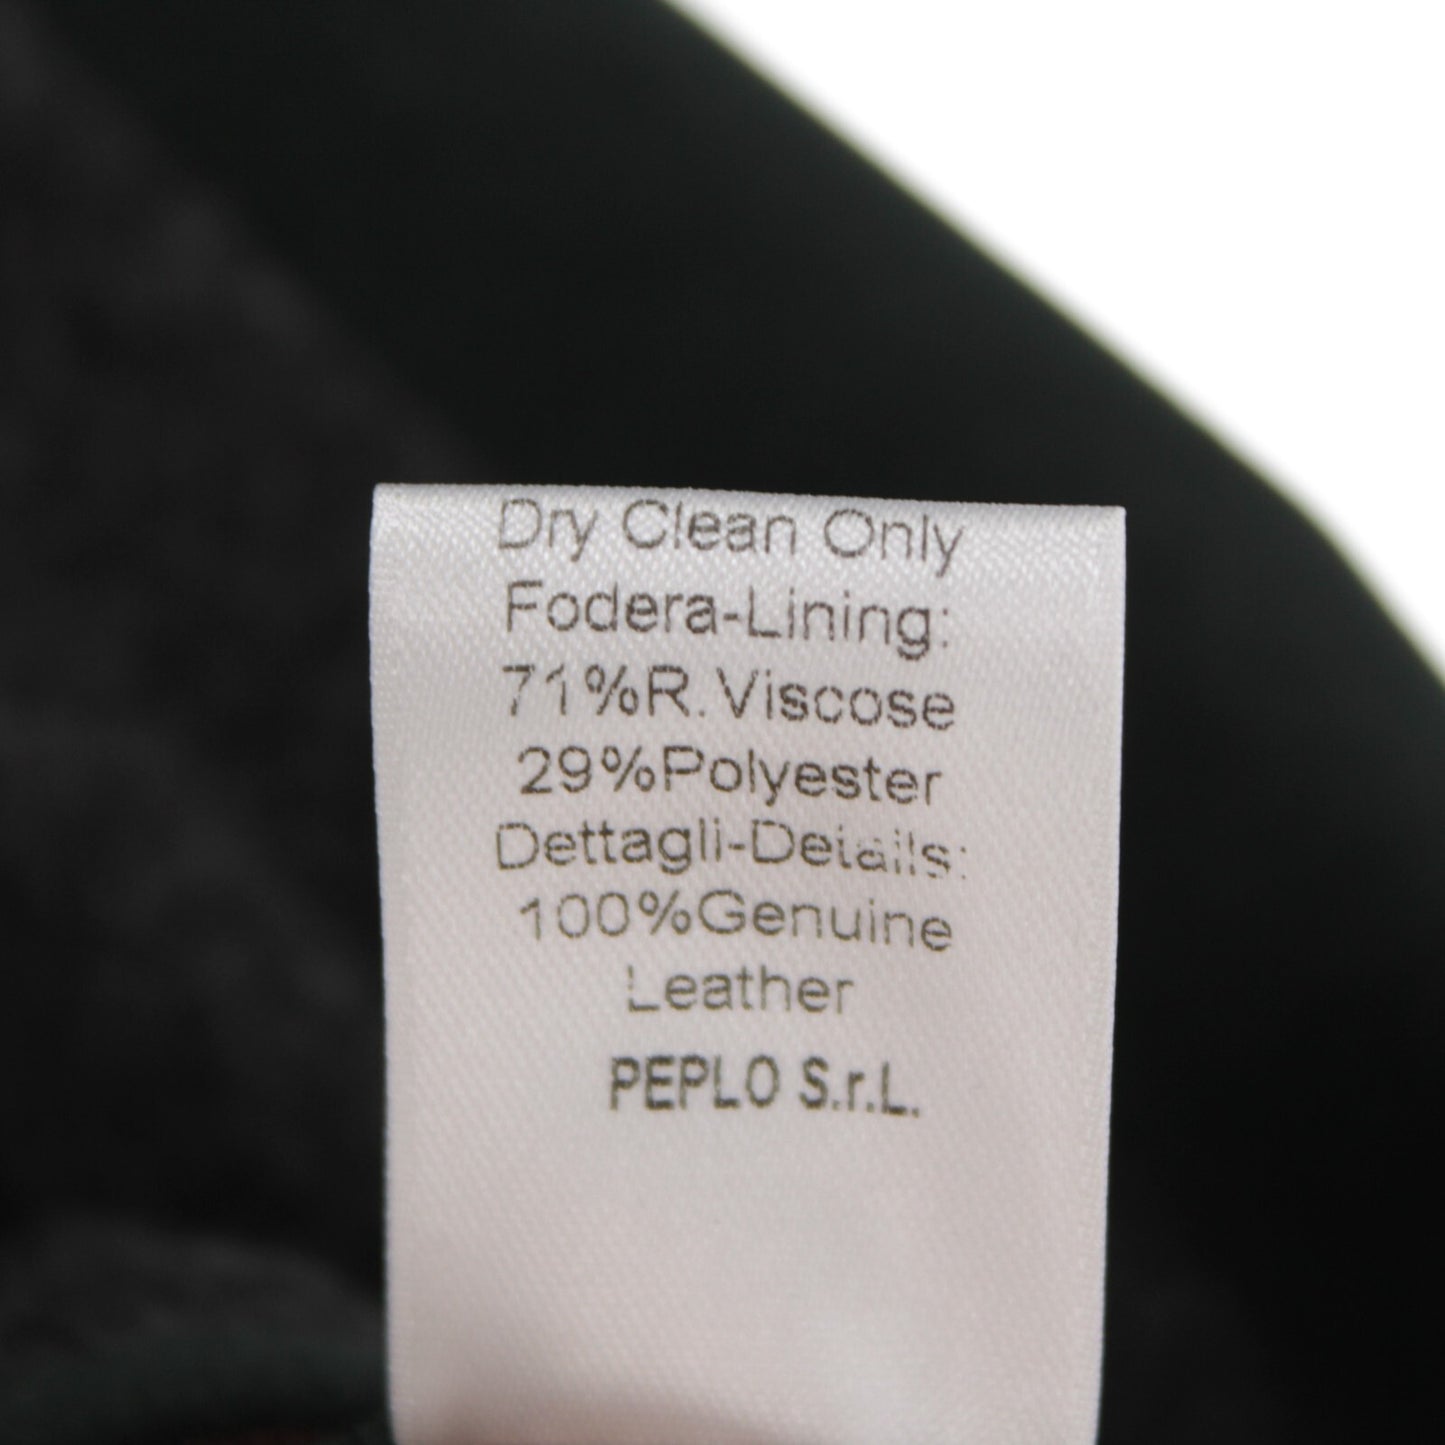 Dry Clean Only
Fodera-Lining:
71%R.Viscose
29%Polyester
Dettagli-Details:
100%Genuine
Leather
PEPLO S.r.L.